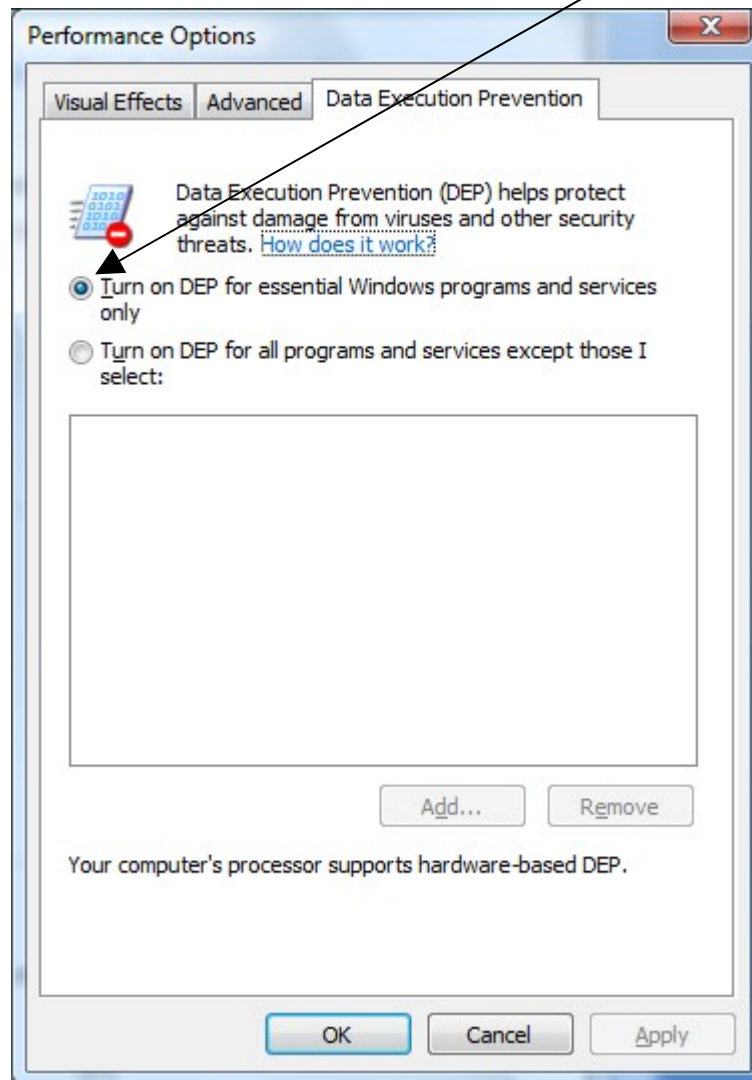 Performance Options
Visual Effects Advanced Data Execution Prevention
Data Execution Prevention (DEP) helps protect
against damage from viruses and other security
threats. How does it work?
Turn on DEP for essential Windows programs and services
only
Turn on DEP for all programs and services except those I
select:
Add... Remove
Your computer's processor supports hardware-based DEP.
OK Cancel Apply